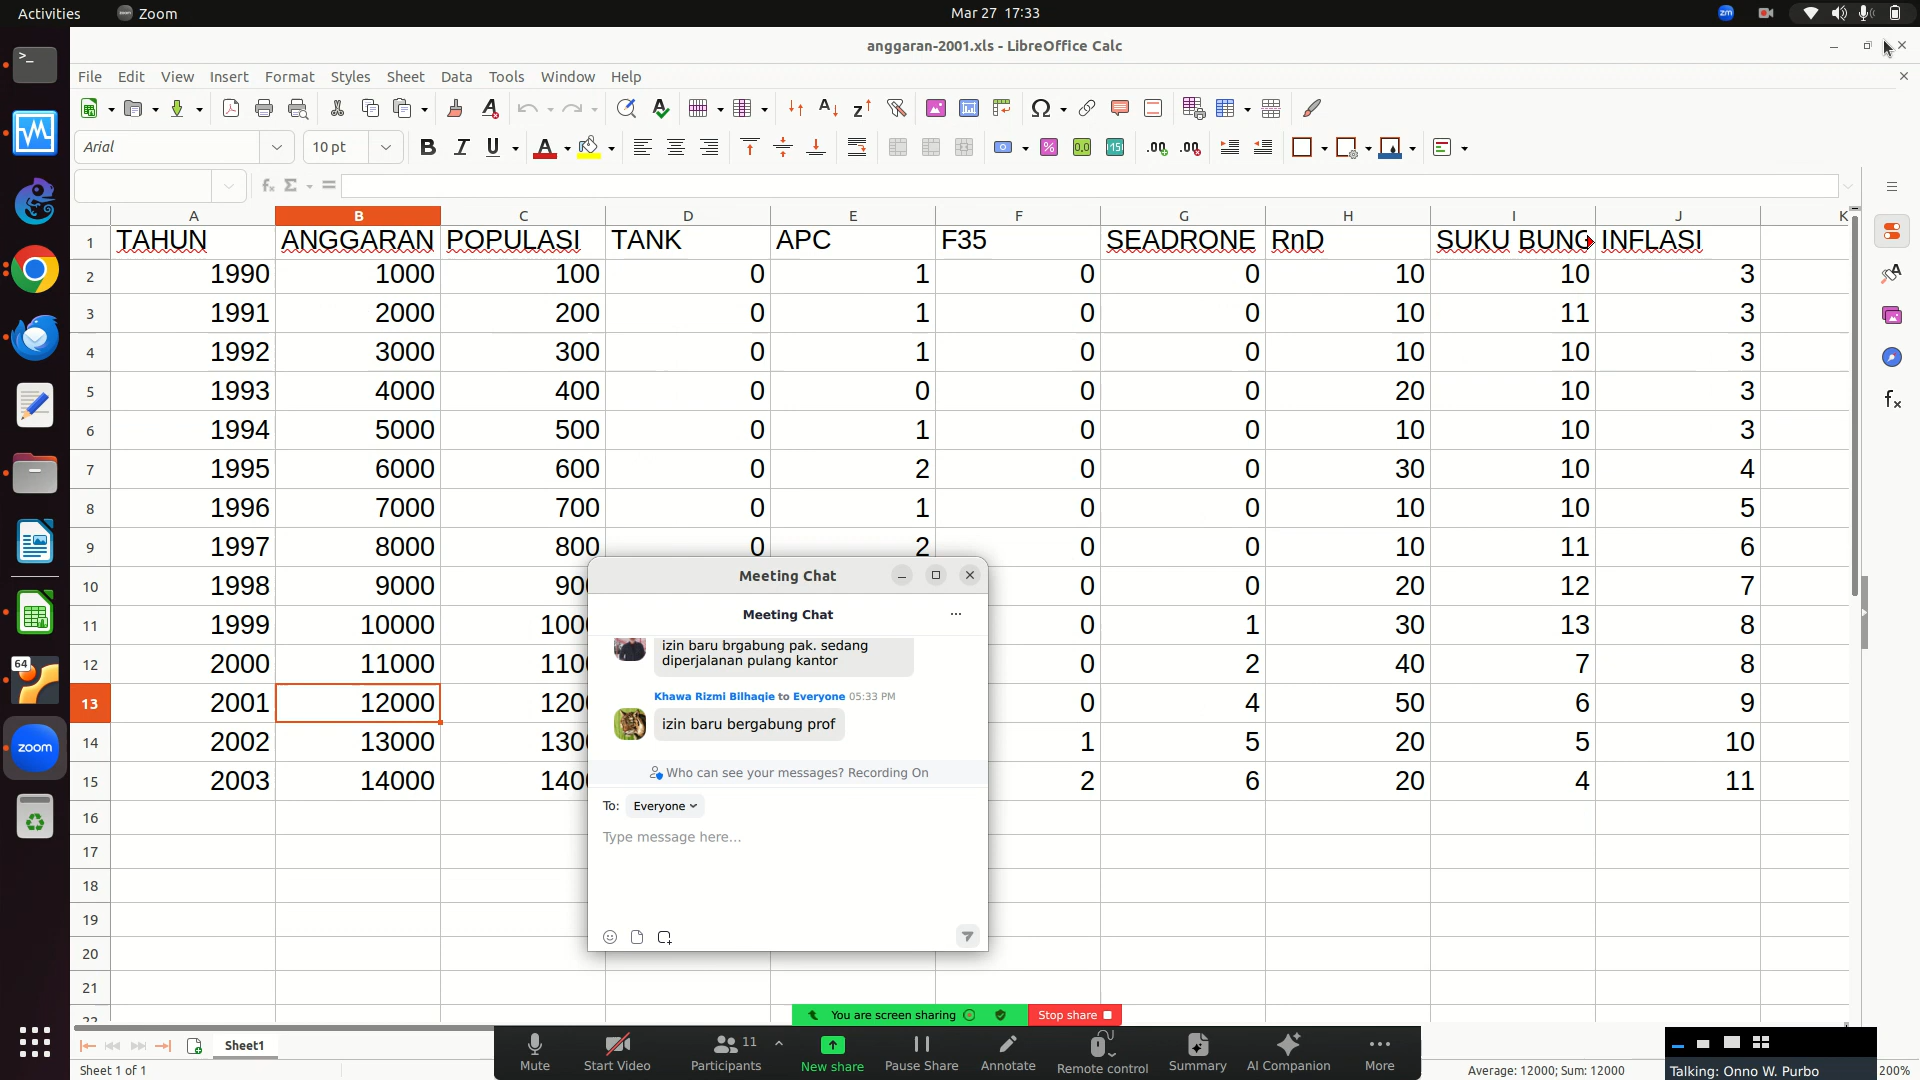 Activities
Zoom
Mar 27 17:33
zm
anggaran-2001.xls - LibreOffice Calc
File Edit View Insert Format Styles Sheet Data Tools Window Help
Arial
10 pt
A B C D E F G H I J K
1 TAHUN ANGGARAN POPULASI TANK APC F35 SEADRONE RnD SUKU BUNG INFLASI
2 1990 1000 100 0 1 0 0 10 10 3
3 1991 2000 200 0 1 0 0 10 11 3
4 1992 3000 300 0 1 0 0 10 10 3
5 1993 4000 400 0 0 0 0 20 10 3
6 1994 5000 500 0 1 0 0 10 10 3
7 1995 6000 600 0 2 0 0 30 10 4
8 1996 7000 700 0 1 0 0 10 10 5
9 1997 8000 800 0 2 0 0 10 11 6
10 1998 9000 90 0 0 20 12 7
11 1999 10000 100 0 1 30 13 8
12 2000 11000 110 0 2 40 7 8
13 2001 12000 120 0 4 50 6 9
14 2002 13000 130 1 5 20 5 10
15 2003 14000 140 2 6 20 4 11
16
17
18
19
20
21
22
Meeting Chat
Meeting Chat
izin baru brgabung pak. sedang
diperjalanan pulang kantor
Khawa Rizmi Bilhaqie to Everyone 05:33 PM
izin baru bergabung prof
Who can see your messages? Recording On
To: Everyone
Type message here...
You are screen sharing
Stop share
Sheet1
Mute
Start Video
Participants 11
New share
Pause Share
Annotate
Remote control
Summary
AI Companion
More
Sheet 1 of 1
Average: 12000; Sum: 12000
Talking: Onno W. Purbo
200%
64
zoom